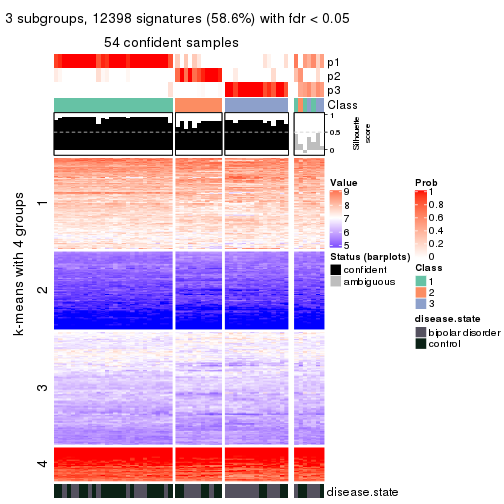 3 subgroups, 12398 signatures (58.6%) with fdr < 0.05
54 confident samples
p1
p2
p3
Class
1
0.5
0
Silhouette
score
k-means with 4 groups
1
2
3
4
disease.state
Value
9
8
7
6
5
Status (barplots)
confident
ambiguous
Prob
1
0.8
0.6
0.4
0.2
0
Class
1
2
3
disease.state
bipolar disorder
control